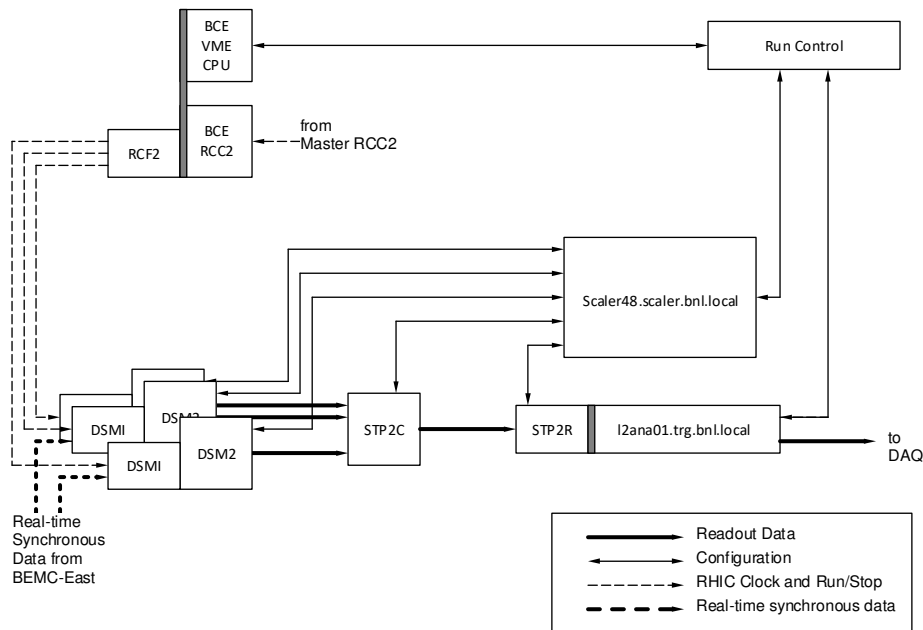 BCE
VME
CPU
Run Control
BCE
RCC2
from
Master RCC2
RCF2
Scaler48.scaler.bnl.local
DSM2
DSMI
STP2C
STP2R
l2ana01.trg.bnl.local
DSMI
DSM2
to
DAQ
Real-time
Synchronous
Data from
BEMC-East
Readout Data
Configuration
RHIC Clock and Run/Stop
Real-time synchronous data